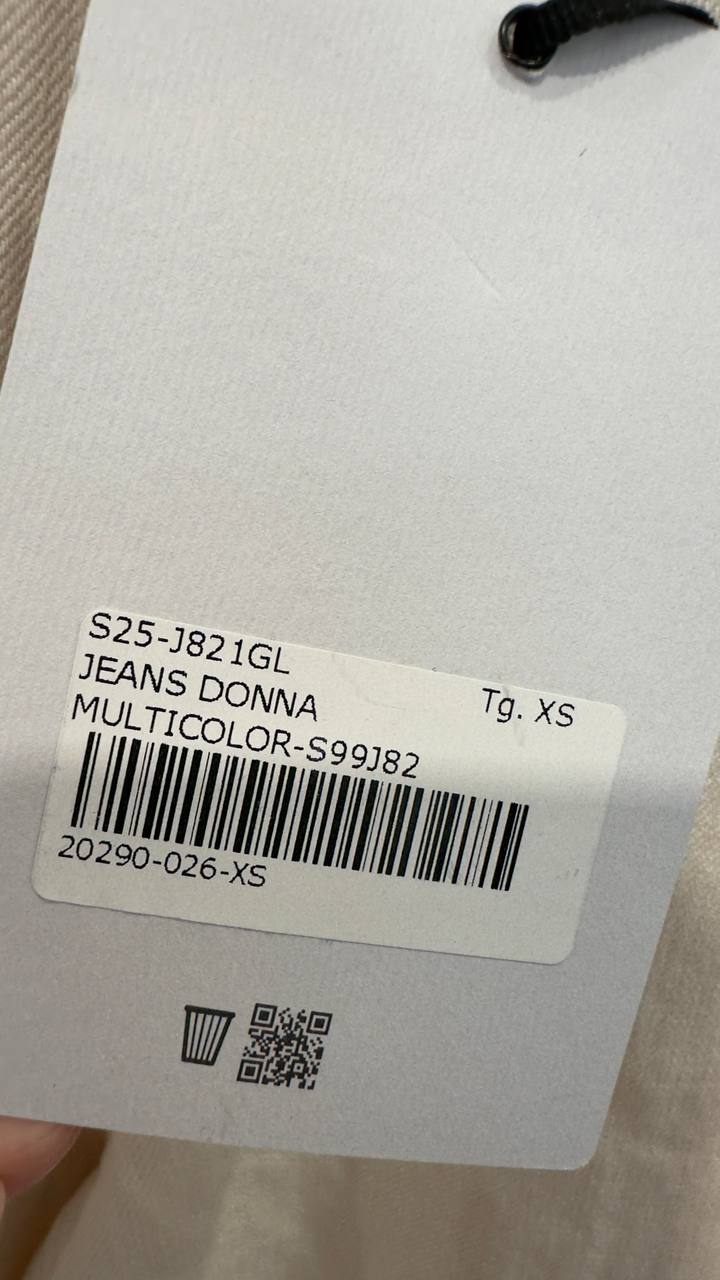 S25-J821GL
JEANS DONNA
Tg. XS
MULTICOLOR-S99J82
20290-026-XS